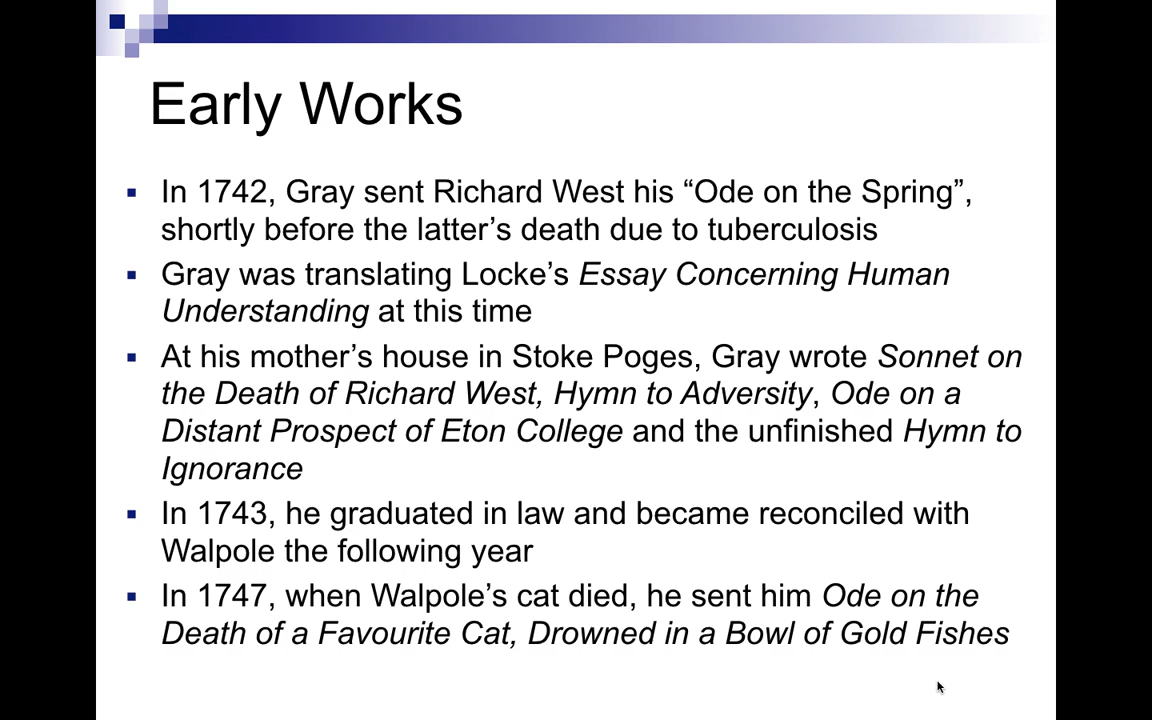 Early Works
In 1742, Gray sent Richard West his “Ode on the Spring”,
shortly before the latter’s death due to tuberculosis
Gray was translating Locke’s Essay Concerning Human
Understanding at this time
At his mother’s house in Stoke Poges, Gray wrote Sonnet on
the Death of Richard West, Hymn to Adversity, Ode on a
Distant Prospect of Eton College and the unfinished Hymn to
Ignorance
In 1743, he graduated in law and became reconciled with
Walpole the following year
In 1747, when Walpole’s cat died, he sent him Ode on the
Death of a Favourite Cat, Drowned in a Bowl of Gold Fishes